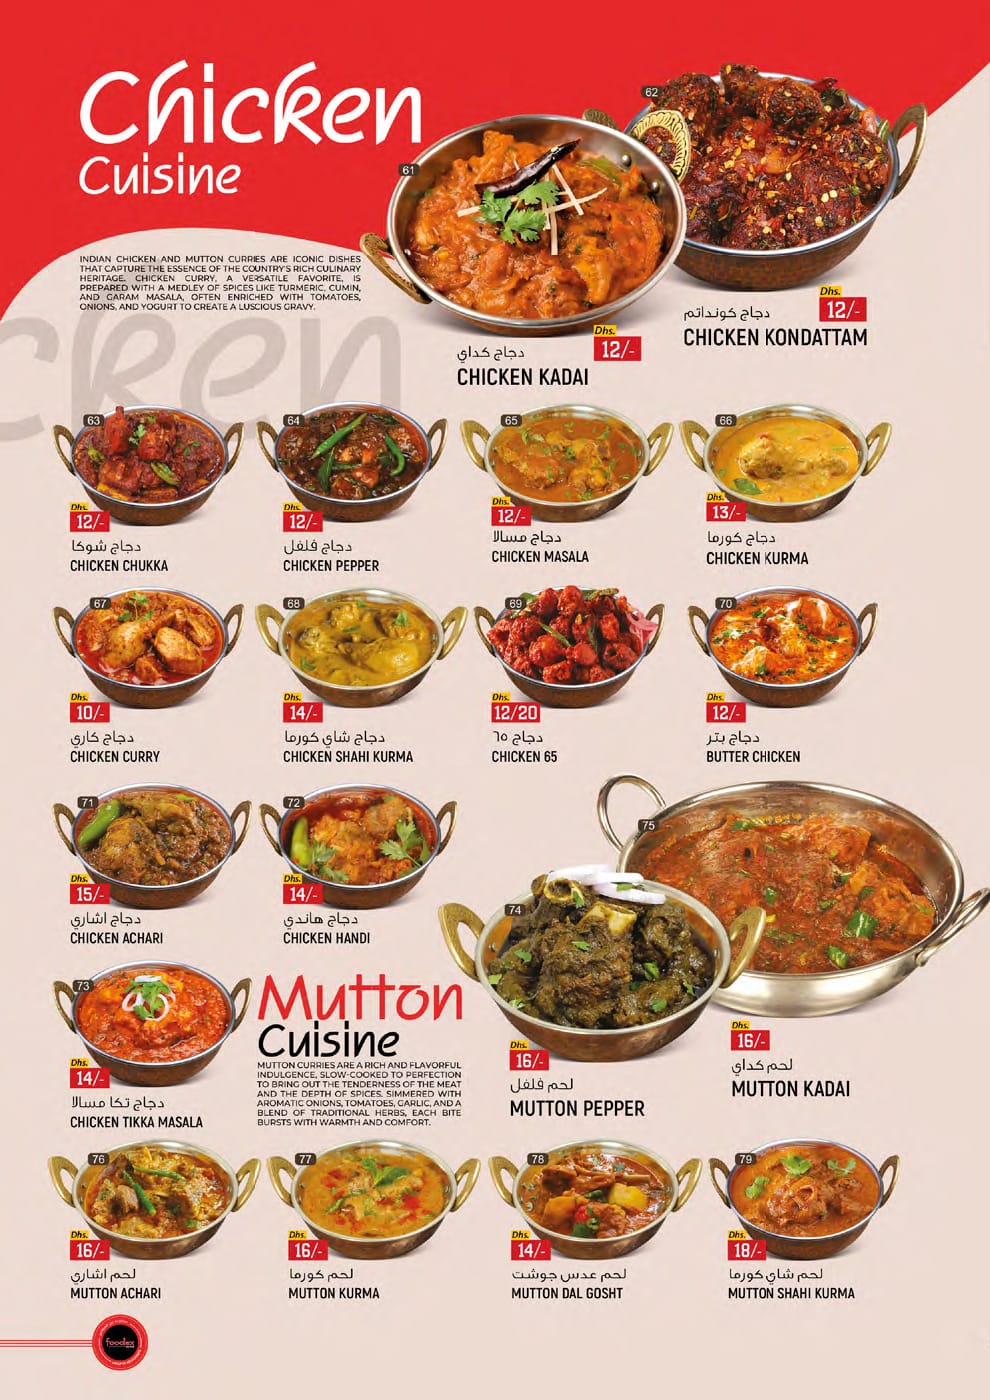 Chicken
Cuisine
INDIAN CHICKEN AND MUTTON CURRIES ARE ICONIC DISHES
THAT CAPTURE THE ESSENCE OF THE COUNTRY'S RICH CULINARY
HERITAGE. CHICKEN CURRY, A VERSATILE FAVORITE, IS
PREPARED WITH A MEDLEY OF SPICES LIKE TURMERIC, CUMIN,
AND GARAM MASALA, OFTEN ENRICHED WITH TOMATOES,
ONIONS, AND YOGURT TO CREATE A LUSCIOUS GRAVY.
cken
61
Dhs.
12/-
دجاج كداي
CHICKEN KADAI
62
Dhs.
12/-
دجاج كونداتم
CHICKEN KONDATTAM
63
Dhs.
12/-
دجاج شوكا
CHICKEN CHUKKA
64
Dhs.
12/-
دجاج فلفل
CHICKEN PEPPER
65
Dhs.
12/-
دجاج مسالا
CHICKEN MASALA
66
Dhs.
13/-
دجاج كورما
CHICKEN KURMA
67
Dhs.
10/-
دجاج كاري
CHICKEN CURRY
68
Dhs.
14/-
دجاج شاي كورما
CHICKEN SHAHI KURMA
69
Dhs.
12/20
دجاج ٦٥
CHICKEN 65
70
Dhs.
12/-
دجاج بتر
BUTTER CHICKEN
71
Dhs.
15/-
دجاج اشاري
CHICKEN ACHARI
72
Dhs.
14/-
دجاج هاندي
CHICKEN HANDI
73
Dhs.
14/-
دجاج تكا مسالا
CHICKEN TIKKA MASALA
Mutton
Cuisine
MUTTON CURRIES ARE A RICH AND FLAVORFUL
INDULGENCE, SLOW-COOKED TO PERFECTION
TO BRING OUT THE TENDERNESS OF THE MEAT
AND THE DEPTH OF SPICES. SIMMERED WITH
AROMATIC ONIONS, TOMATOES, GARLIC, AND A
BLEND OF TRADITIONAL HERBS, EACH BITE
BURSTS WITH WARMTH AND COMFORT.
74
Dhs.
16/-
لحم فلفل
MUTTON PEPPER
75
Dhs.
16/-
لحم كداي
MUTTON KADAI
76
Dhs.
16/-
لحم اشاري
MUTTON ACHARI
77
Dhs.
16/-
لحم كورما
MUTTON KURMA
78
Dhs.
14/-
لحم عدس جوشت
MUTTON DAL GOSHT
79
Dhs.
18/-
لحم شاي كورما
MUTTON SHAHI KURMA
foodex